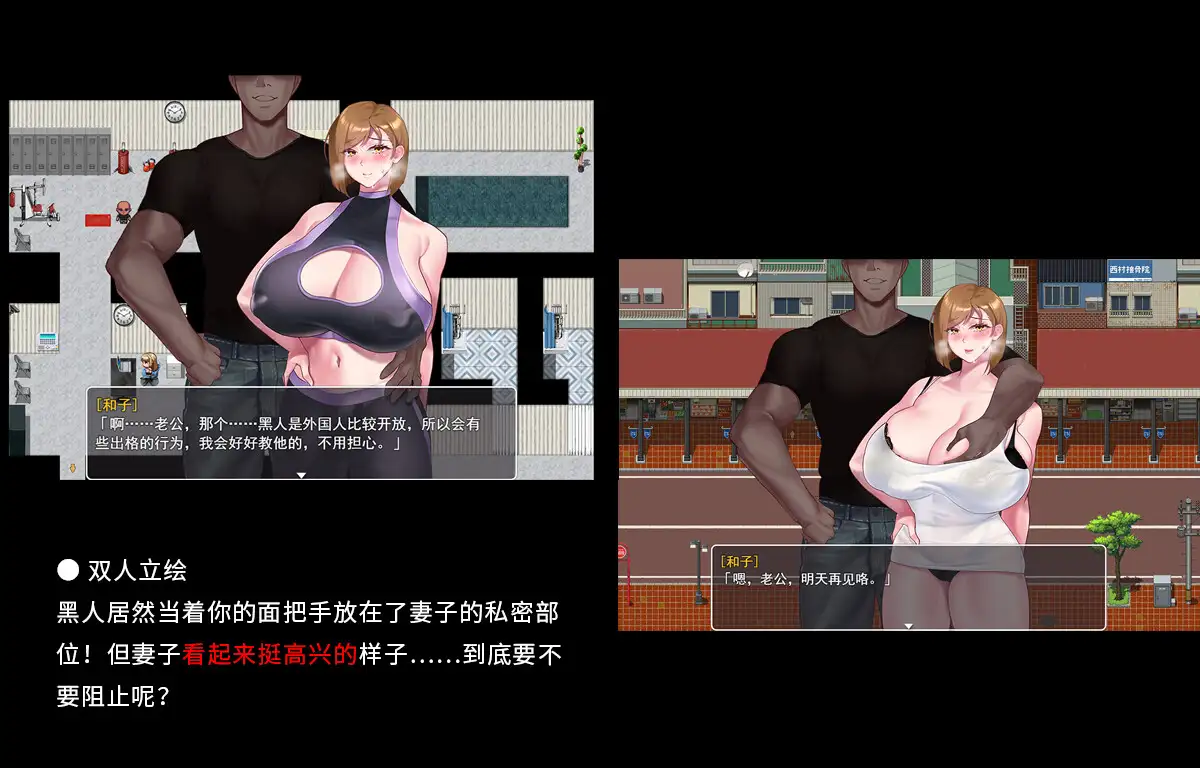 [和子]
「啊……老公，那个……黑人是外国人比较开放，所以会有
些出格的行为，我会好好教他的，不用担心。」
西村接骨院
[和子]
「嗯，老公，明天再见咯。」
● 双人立绘
黑人居然当着你的面把手放在了妻子的私密部
位！但妻子看起来挺高兴的样子……到底要不
要阻止呢？